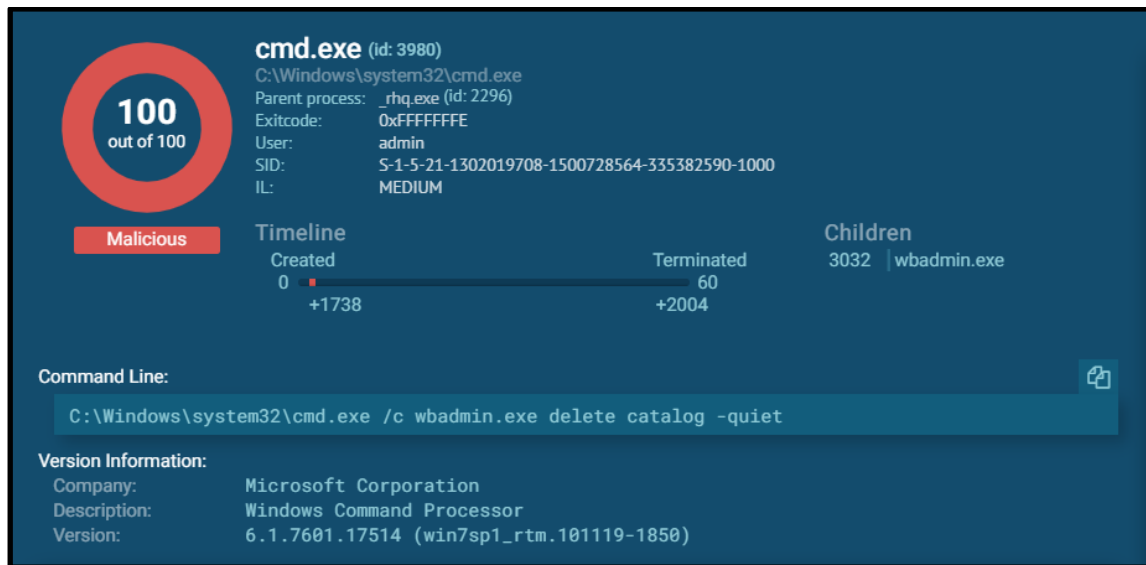 100
out of 100
Malicious
cmd.exe (id: 3980)
C:\Windows\system32\cmd.exe
Parent process: _rhq.exe (id: 2296)
Exitcode: 0xFFFFFFFE
User: admin
SID: S-1-5-21-1302019708-1500728564-335382590-1000
IL: MEDIUM
Timeline
Created Terminated
0 60
+1738 +2004
Children
3032 wbadmin.exe
Command Line:
C:\Windows\system32\cmd.exe /c wbadmin.exe delete catalog -quiet
Version Information:
Company: Microsoft Corporation
Description: Windows Command Processor
Version: 6.1.7601.17514 (win7sp1_rtm.101119-1850)